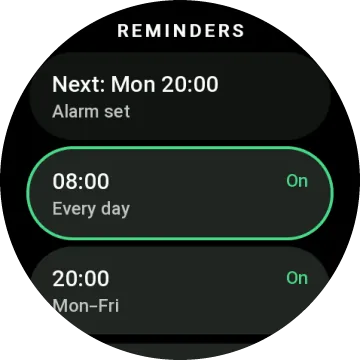 REMINDERS
Next: Mon 20:00
Alarm set
08:00 On
Every day
20:00 On
Mon–Fri